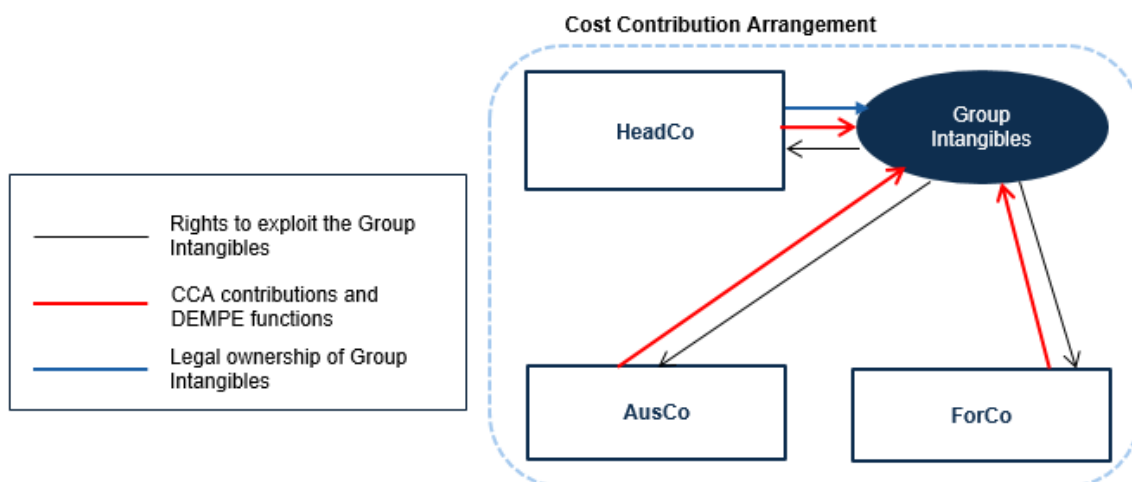 Cost Contribution Arrangement
HeadCo
Group
Intangibles
Rights to exploit the Group
Intangibles
CCA contributions and
DEMPE functions
Legal ownership of Group
Intangibles
AusCo
ForCo